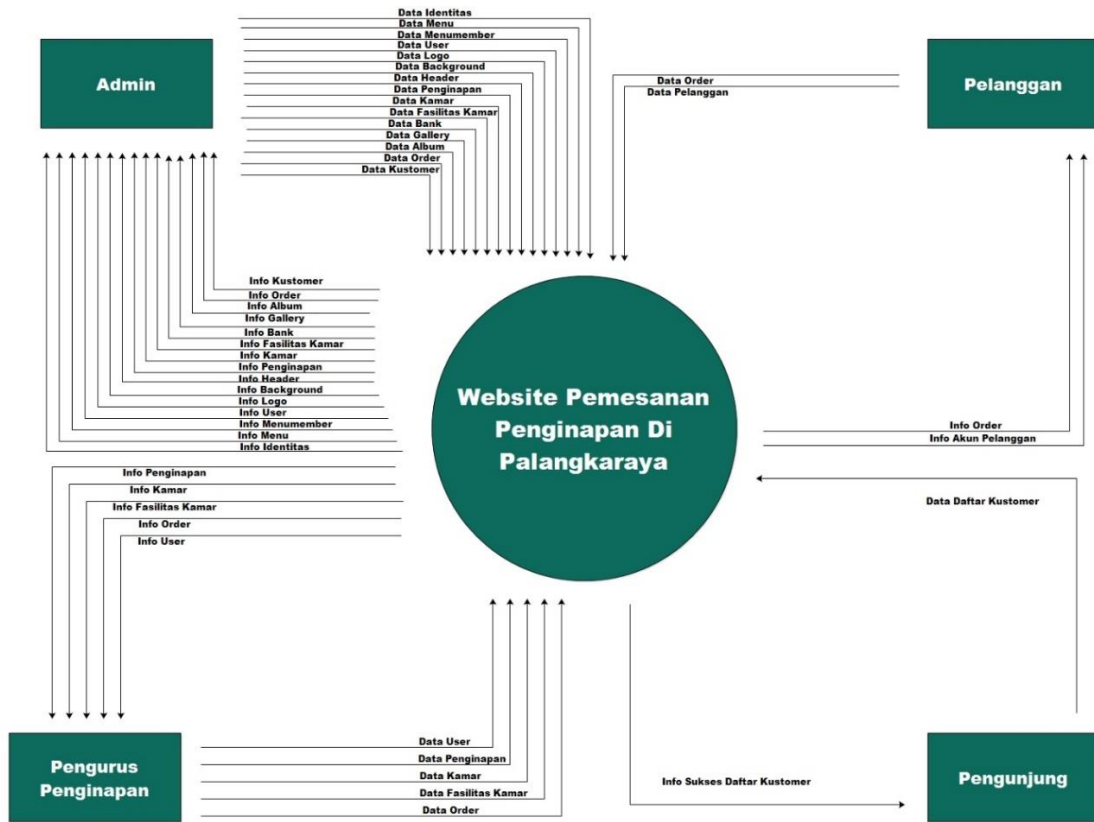 Data Identitas
Data Menu
Data Menumember
Data User
Data Logo
Data Background
Data Header
Data Penginapan
Data Kamar
Data Fasilitas Kamar
Data Bank
Data Gallery
Data Album
Data Order
Data Kustomer
Admin
Data Order
Data Pelanggan
Pelanggan
Info Kustomer
Info Order
Info Album
Info Gallery
Info Bank
Info Fasilitas Kamar
Info Kamar
Info Penginapan
Info Header
Info Background
Info Logo
Info User
Info Menumember
Info Menu
Info Identitas
Website Pemesanan
Penginapan Di
Palangkaraya
Info Order
Info Akun Pelanggan
Info Penginapan
Info Kamar
Info Fasilitas Kamar
Info Order
Info User
Data Daftar Kustomer
Pengurus
Penginapan
Data User
Data Penginapan
Data Kamar
Data Fasilitas Kamar
Data Order
Info Sukses Daftar Kustomer
Pengunjung